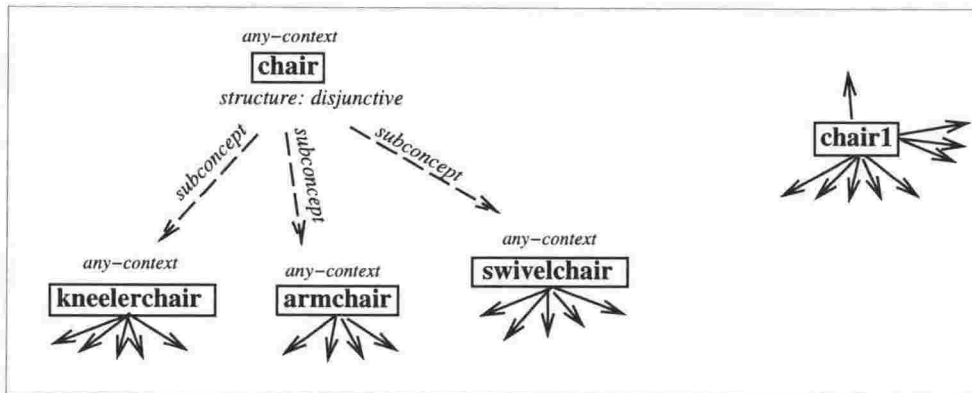 any-context
chair
structure: disjunctive
chair1
subconcept
subconcept
subconcept
any-context
any-context
any-context
kneelerchair
armchair
swivelchair